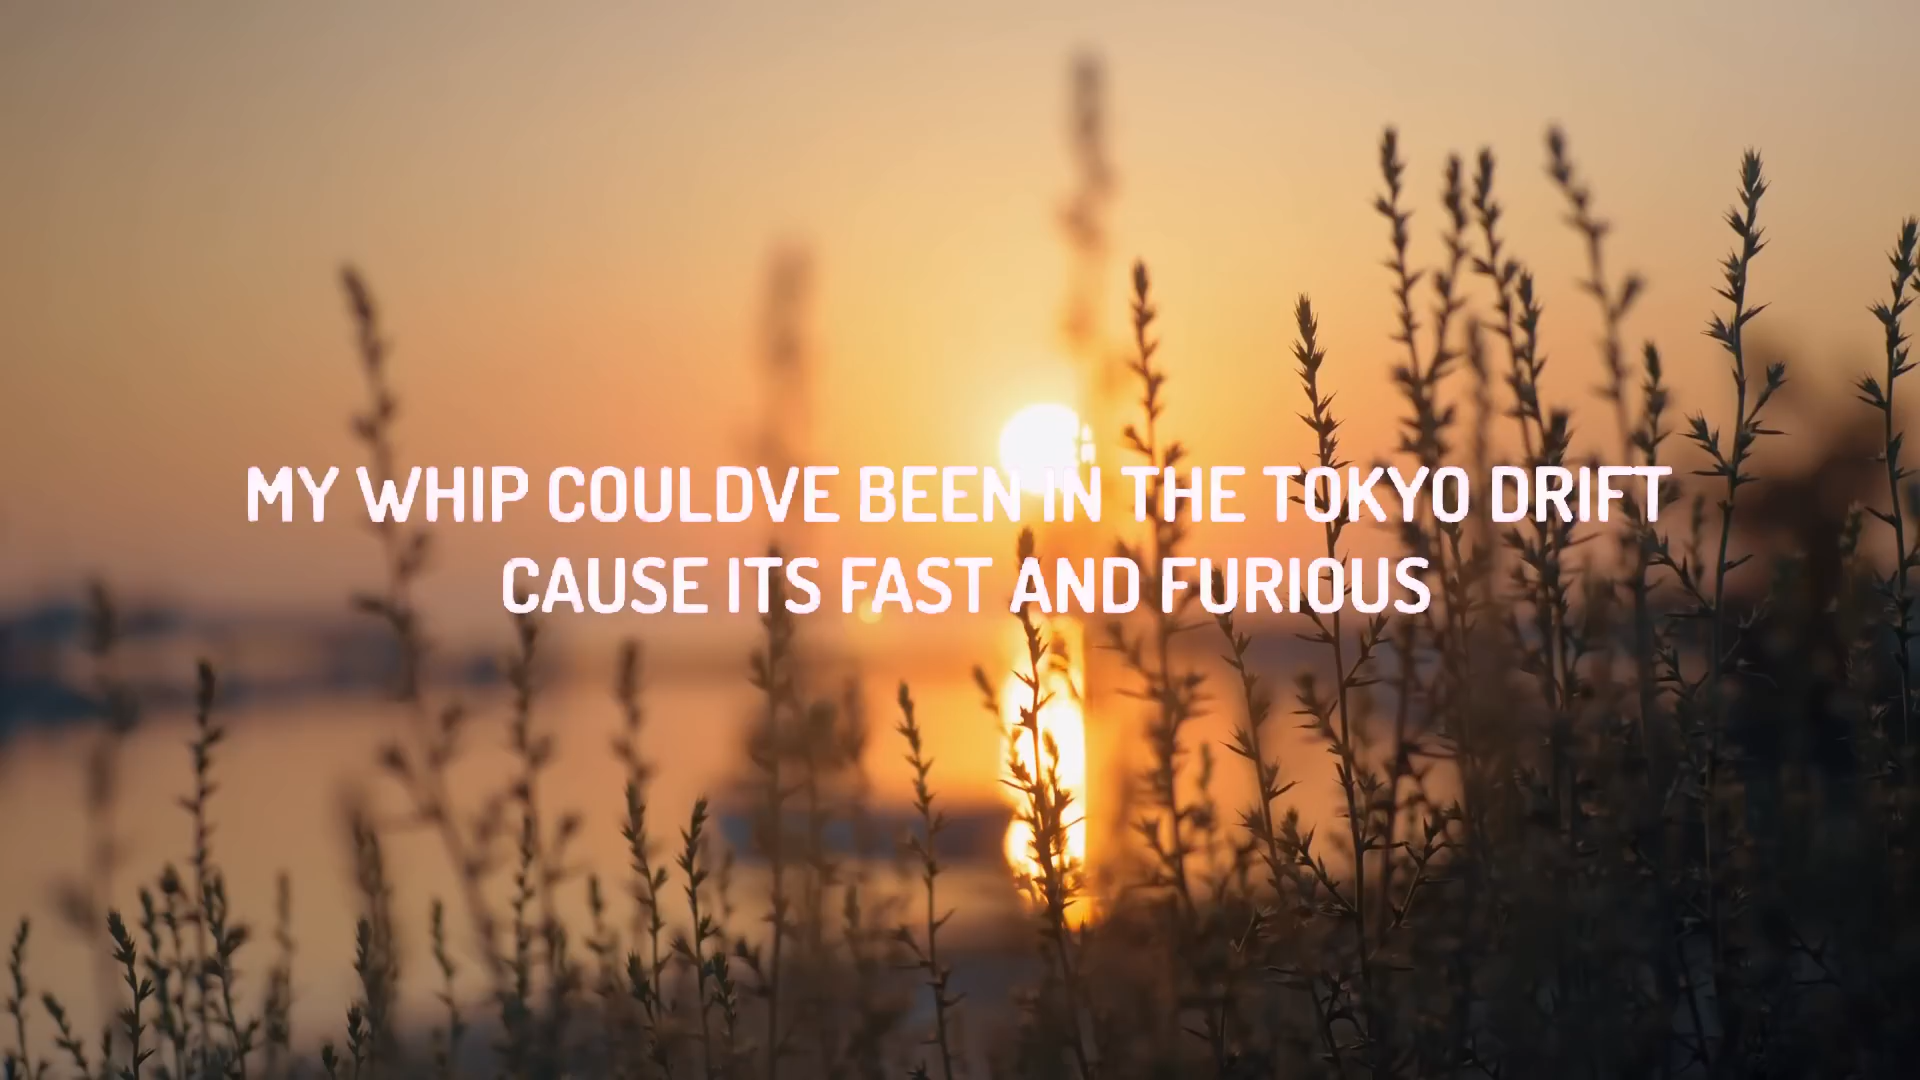 MY WHIP COULDVE BEEN IN THE TOKYO DRIFT
CAUSE ITS FAST AND FURIOUS